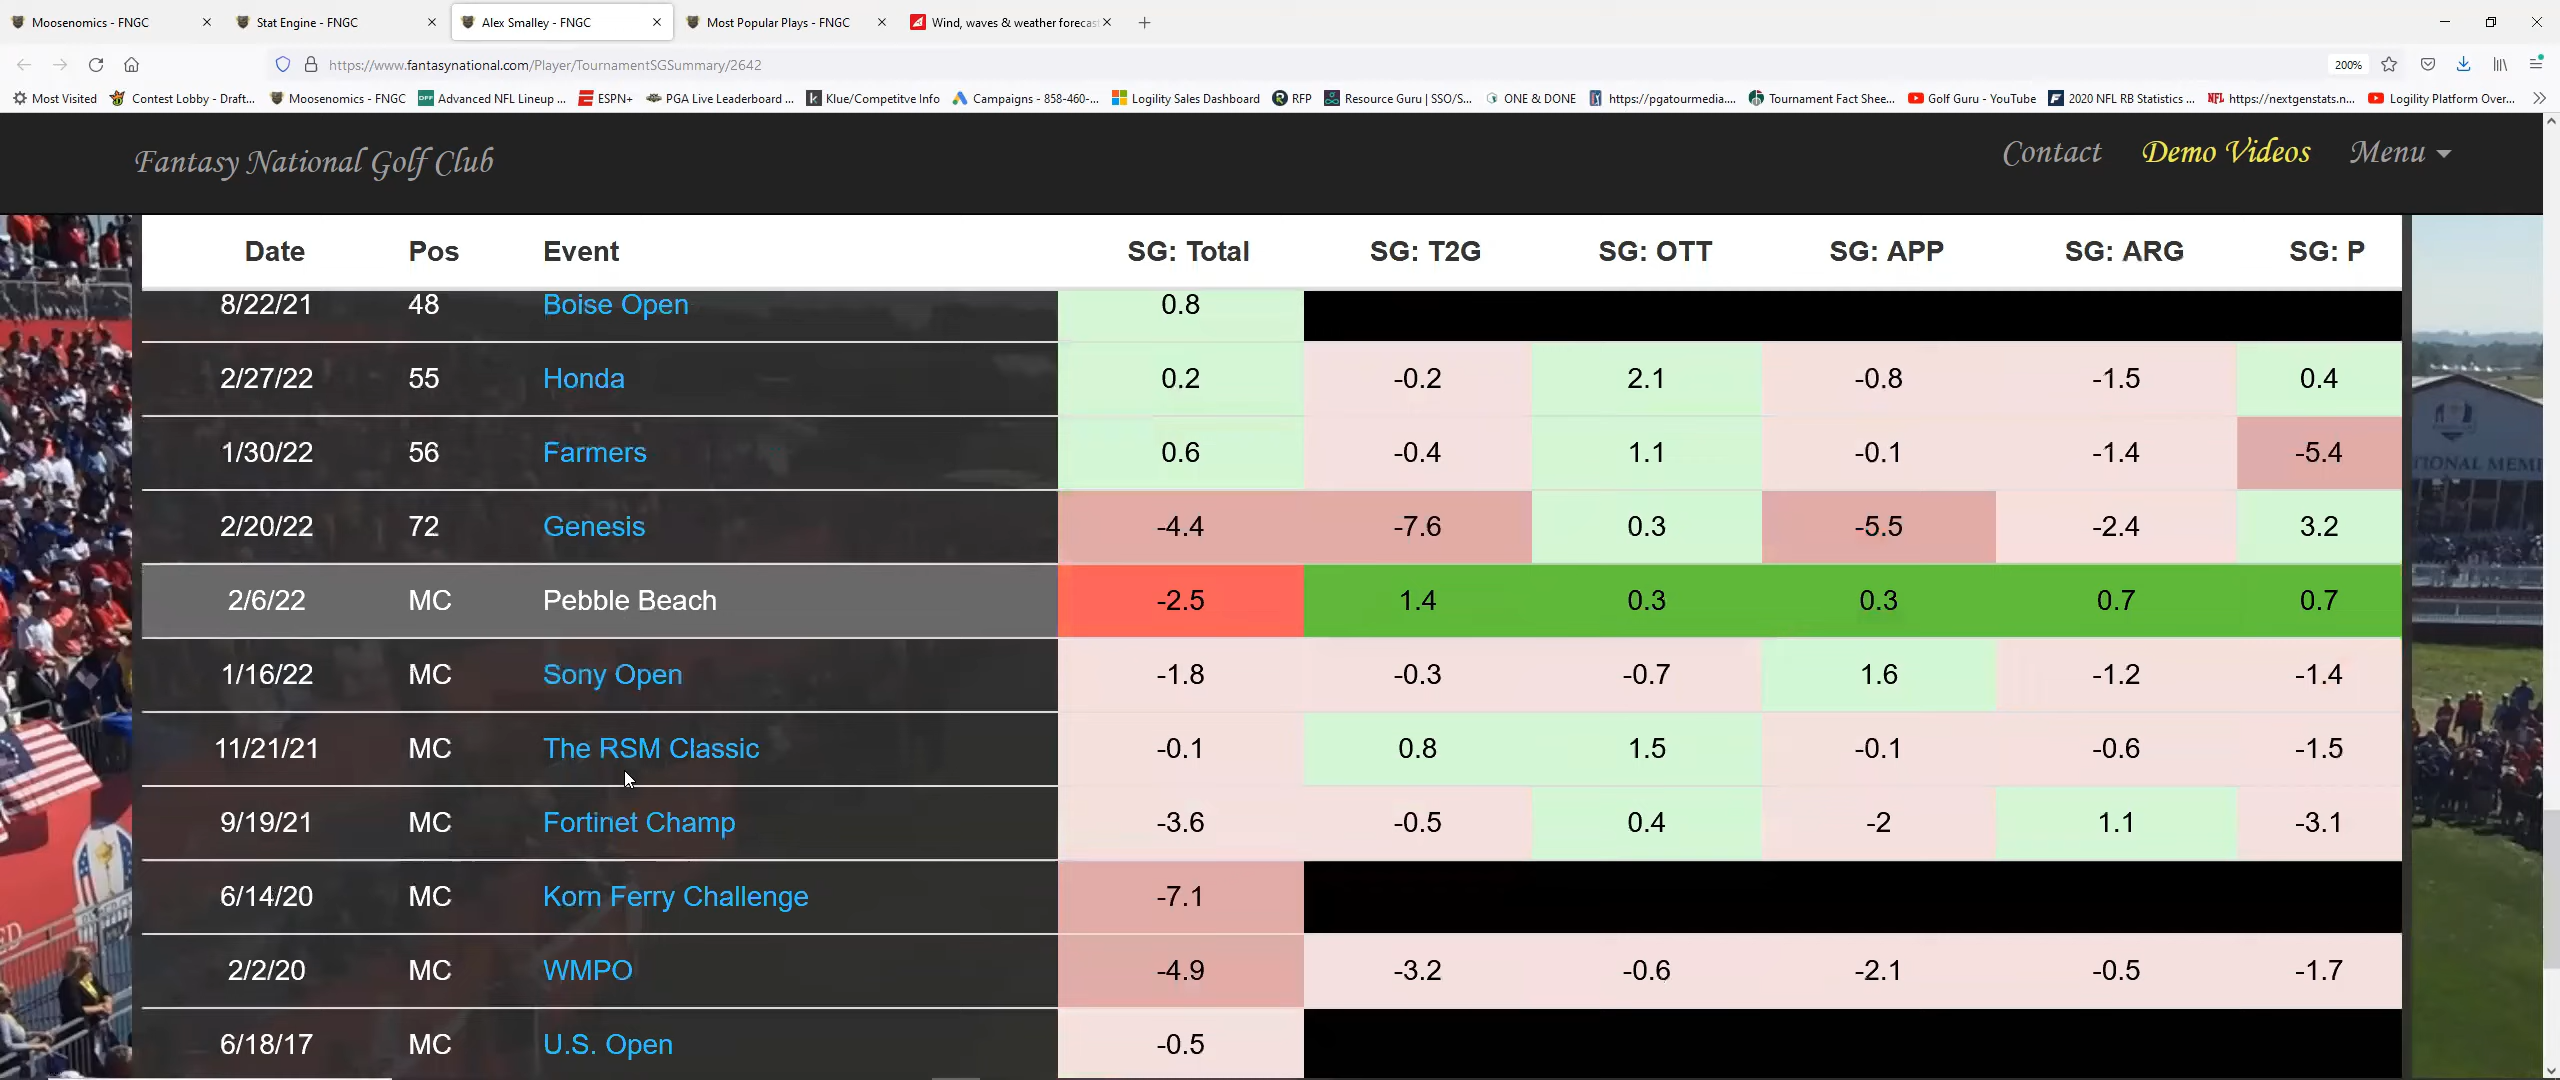 Moosenomics - FNGC
Stat Engine - FNGC
Alex Smalley - FNGC
Most Popular Plays - FNGC
Wind, waves & weather forecas
https://www.fantasynational.com/Player/TournamentSGSummary/2642
200%
Most Visited
Contest Lobby - Draft...
Moosenomics - FNGC
Advanced NFL Lineup ...
ESPN+
PGA Live Leaderboard ...
Klue/Competitve Info
Campaigns - 858-460-...
Logility Sales Dashboard
RFP
Resource Guru | SSO/S...
ONE & DONE
https://pgatourmedia....
Tournament Fact Shee...
Golf Guru - YouTube
2020 NFL RB Statistics ...
https://nextgenstats.n...
Logility Platform Over...
Fantasy National Golf Club
Contact
Demo Videos
Menu
Date Pos Event SG: Total SG: T2G SG: OTT SG: APP SG: ARG SG: P
8/22/21 48 Boise Open 0.8
2/27/22 55 Honda 0.2 -0.2 2.1 -0.8 -1.5 0.4
1/30/22 56 Farmers 0.6 -0.4 1.1 -0.1 -1.4 -5.4
2/20/22 72 Genesis -4.4 -7.6 0.3 -5.5 -2.4 3.2
2/6/22 MC Pebble Beach -2.5 1.4 0.3 0.3 0.7 0.7
1/16/22 MC Sony Open -1.8 -0.3 -0.7 1.6 -1.2 -1.4
11/21/21 MC The RSM Classic -0.1 0.8 1.5 -0.1 -0.6 -1.5
9/19/21 MC Fortinet Champ -3.6 -0.5 0.4 -2 1.1 -3.1
6/14/20 MC Korn Ferry Challenge -7.1
2/2/20 MC WMPO -4.9 -3.2 -0.6 -2.1 -0.5 -1.7
6/18/17 MC U.S. Open -0.5